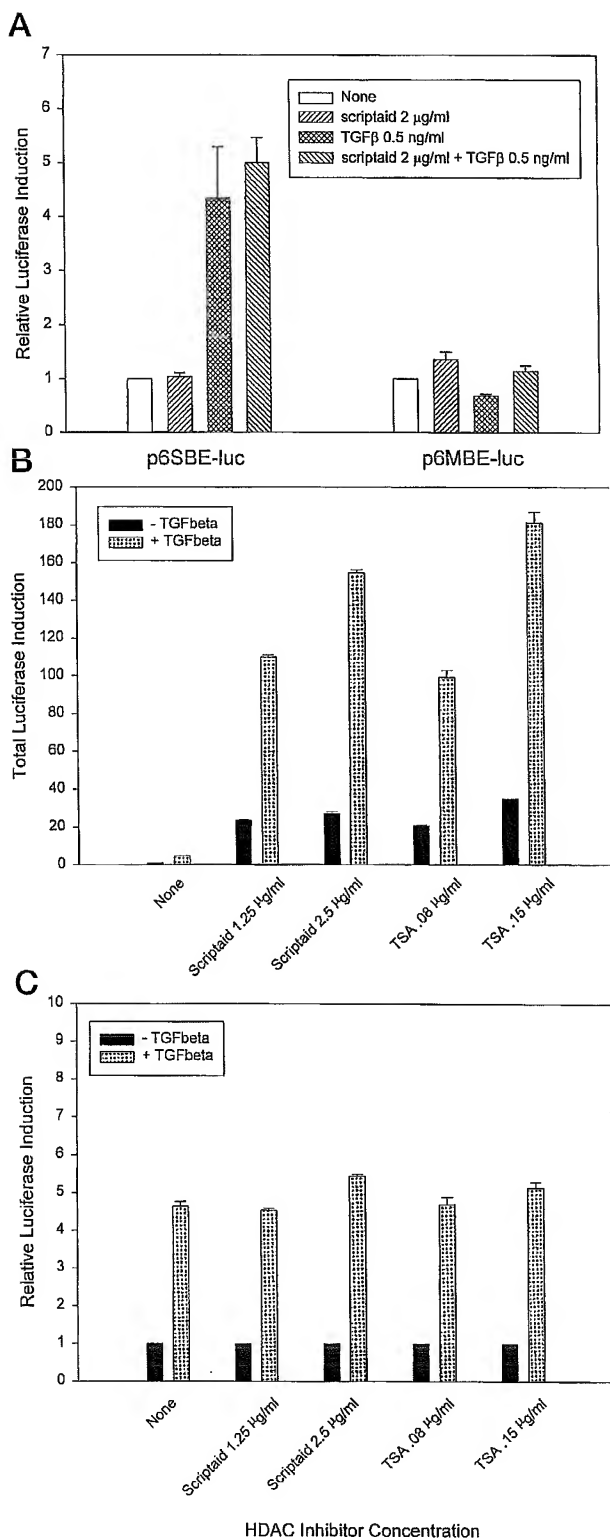 A
None
scriptaid 2 µg/ml
TGFβ 0.5 ng/ml
scriptaid 2 µg/ml + TGFβ 0.5 ng/ml
Relative Luciferase Induction
7
6
5
4
3
2
1
0
p6SBE-luc
p6MBE-luc
B
- TGFbeta
+ TGFbeta
Total Luciferase Induction
200
180
160
140
120
100
80
60
40
20
0
None
Scriptaid 1.25 µg/ml
Scriptaid 2.5 µg/ml
TSA .08 µg/ml
TSA .15 µg/ml
C
- TGFbeta
+ TGFbeta
Relative Luciferase Induction
10
9
8
7
6
5
4
3
2
1
0
None
Scriptaid 1.25 µg/ml
Scriptaid 2.5 µg/ml
TSA .08 µg/ml
TSA .15 µg/ml
HDAC Inhibitor Concentration